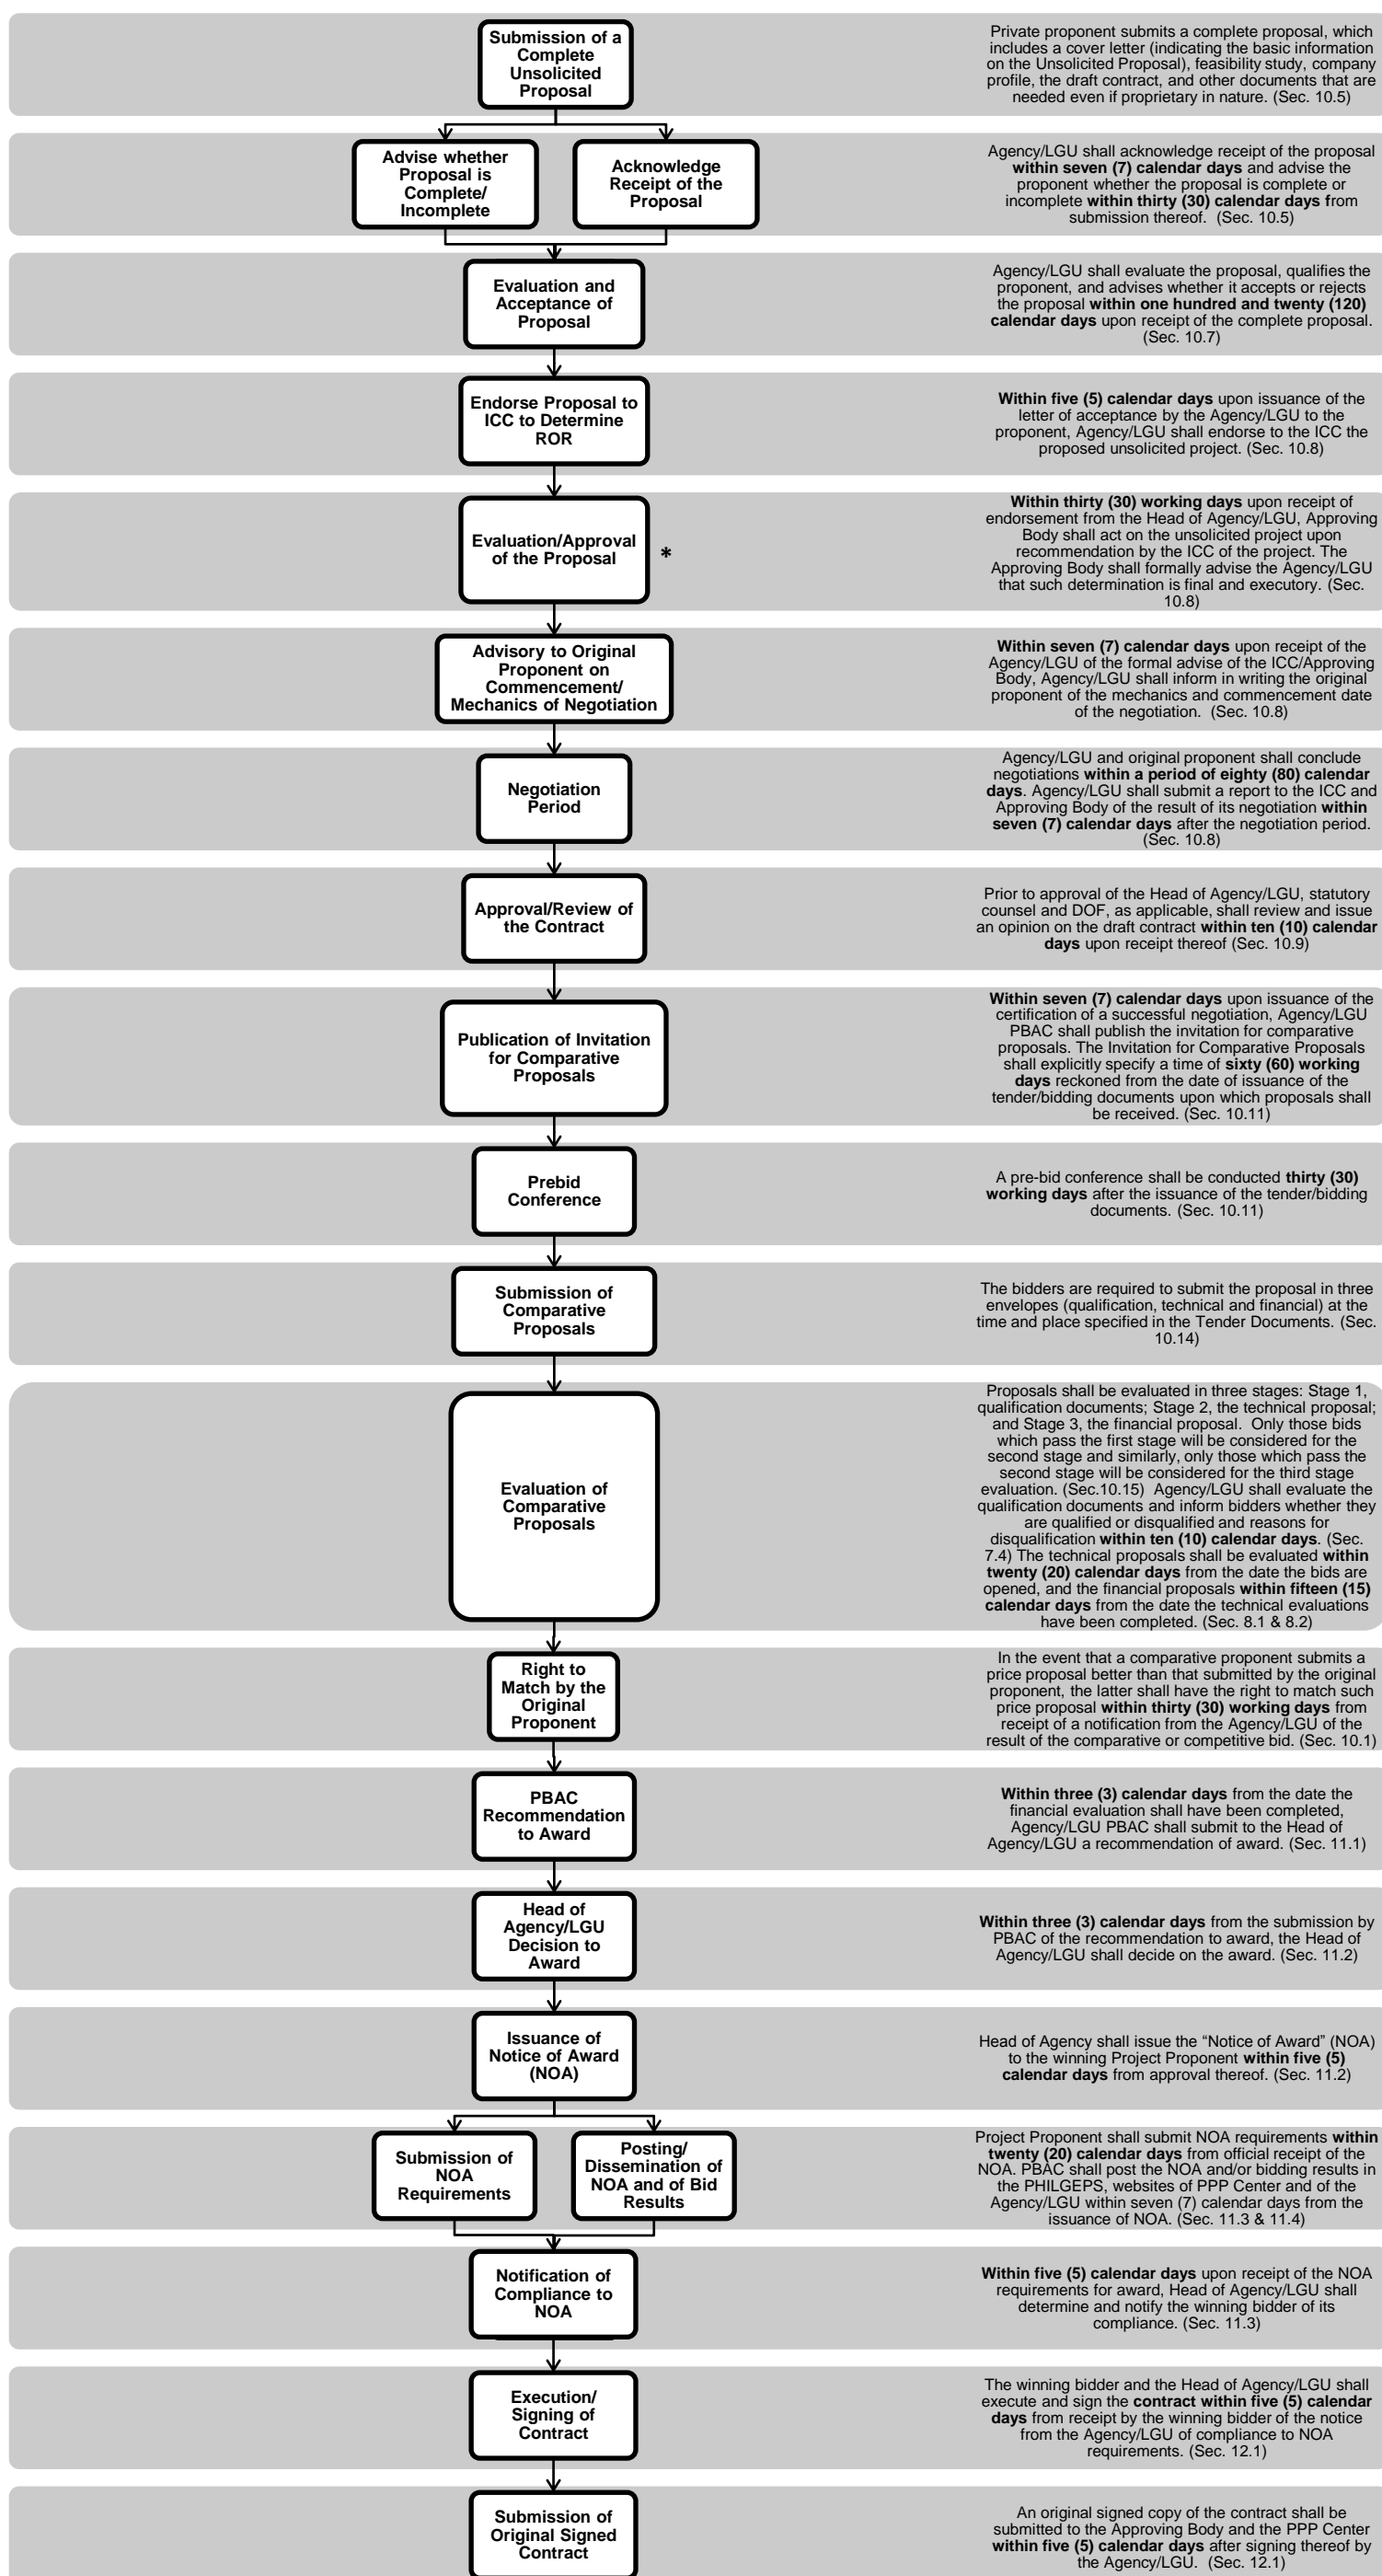 Submission of a
Complete
Unsolicited
Proposal
Private proponent submits a complete proposal, which
includes a cover letter (indicating the basic information
on the Unsolicited Proposal), feasibility study, company
profile, the draft contract, and other documents that are
needed even if proprietary in nature. (Sec. 10.5)
Advise whether
Proposal is
Complete/
Incomplete
Acknowledge
Receipt of the
Proposal
Agency/LGU shall acknowledge receipt of the proposal
within seven (7) calendar days and advise the
proponent whether the proposal is complete or
incomplete within thirty (30) calendar days from
submission thereof.  (Sec. 10.5)
Evaluation and
Acceptance of
Proposal
Agency/LGU shall evaluate the proposal, qualifies the
proponent, and advises whether it accepts or rejects
the proposal within one hundred and twenty (120)
calendar days upon receipt of the complete proposal.
(Sec. 10.7)
Endorse Proposal to
ICC to Determine
ROR
Within five (5) calendar days upon issuance of the
letter of acceptance by the Agency/LGU to the
proponent, Agency/LGU shall endorse to the ICC the
proposed unsolicited project. (Sec. 10.8)
Evaluation/Approval
of the Proposal
*
Within thirty (30) working days upon receipt of
endorsement from the Head of Agency/LGU, Approving
Body shall act on the unsolicited project upon
recommendation by the ICC of the project. The
Approving Body shall formally advise the Agency/LGU
that such determination is final and executory. (Sec.
10.8)
Advisory to Original
Proponent on
Commencement/
Mechanics of Negotiation
Within seven (7) calendar days upon receipt of the
Agency/LGU of the formal advise of the ICC/Approving
Body, Agency/LGU shall inform in writing the original
proponent of the mechanics and commencement date
of the negotiation.  (Sec. 10.8)
Negotiation
Period
Agency/LGU and original proponent shall conclude
negotiations within a period of eighty (80) calendar
days. Agency/LGU shall submit a report to the ICC and
Approving Body of the result of its negotiation within
seven (7) calendar days after the negotiation period.
(Sec. 10.8)
Approval/Review of
the Contract
Prior to approval of the Head of Agency/LGU, statutory
counsel and DOF, as applicable, shall review and issue
an opinion on the draft contract within ten (10) calendar
days upon receipt thereof (Sec. 10.9)
Publication of Invitation
for Comparative
Proposals
Within seven (7) calendar days upon issuance of the
certification of a successful negotiation, Agency/LGU
PBAC shall publish the invitation for comparative
proposals. The Invitation for Comparative Proposals
shall explicitly specify a time of sixty (60) working
days reckoned from the date of issuance of the
tender/bidding documents upon which proposals shall
be received. (Sec. 10.11)
Prebid
Conference
A pre-bid conference shall be conducted thirty (30)
working days after the issuance of the tender/bidding
documents. (Sec. 10.11)
Submission of
Comparative
Proposals
The bidders are required to submit the proposal in three
envelopes (qualification, technical and financial) at the
time and place specified in the Tender Documents. (Sec.
10.14)
Evaluation of
Comparative
Proposals
Proposals shall be evaluated in three stages: Stage 1,
qualification documents; Stage 2, the technical proposal;
and Stage 3, the financial proposal.  Only those bids
which pass the first stage will be considered for the
second stage and similarly, only those which pass the
second stage will be considered for the third stage
evaluation. (Sec.10.15)  Agency/LGU shall evaluate the
qualification documents and inform bidders whether they
are qualified or disqualified and reasons for
disqualification within ten (10) calendar days. (Sec.
7.4) The technical proposals shall be evaluated within
twenty (20) calendar days from the date the bids are
opened, and the financial proposals within fifteen (15)
calendar days from the date the technical evaluations
have been completed. (Sec. 8.1 & 8.2)
Right to
Match by the
Original
Proponent
In the event that a comparative proponent submits a
price proposal better than that submitted by the original
proponent, the latter shall have the right to match such
price proposal within thirty (30) working days from
receipt of a notification from the Agency/LGU of the
result of the comparative or competitive bid. (Sec. 10.1)
PBAC
Recommendation
to Award
Within three (3) calendar days from the date the
financial evaluation shall have been completed,
Agency/LGU PBAC shall submit to the Head of
Agency/LGU a recommendation of award. (Sec. 11.1)
Head of
Agency/LGU
Decision to
Award
Within three (3) calendar days from the submission by
PBAC of the recommendation to award, the Head of
Agency/LGU shall decide on the award. (Sec. 11.2)
Issuance of
Notice of Award
(NOA)
Head of Agency shall issue the “Notice of Award” (NOA)
to the winning Project Proponent within five (5)
calendar days from approval thereof. (Sec. 11.2)
Submission of
NOA
Requirements
Posting/
Dissemination of
NOA and of Bid
Results
Project Proponent shall submit NOA requirements within
twenty (20) calendar days from official receipt of the
NOA. PBAC shall post the NOA and/or bidding results in
the PHILGEPS, websites of PPP Center and of the
Agency/LGU within seven (7) calendar days from the
issuance of NOA. (Sec. 11.3 & 11.4)
Notification of
Compliance to
NOA
Within five (5) calendar days upon receipt of the NOA
requirements for award, Head of Agency/LGU shall
determine and notify the winning bidder of its
compliance. (Sec. 11.3)
Execution/
Signing of
Contract
The winning bidder and the Head of Agency/LGU shall
execute and sign the contract within five (5) calendar
days from receipt by the winning bidder of the notice
from the Agency/LGU of compliance to NOA
requirements. (Sec. 12.1)
Submission of
Original Signed
Contract
An original signed copy of the contract shall be
submitted to the Approving Body and the PPP Center
within five (5) calendar days after signing thereof by
the Agency/LGU.  (Sec. 12.1)